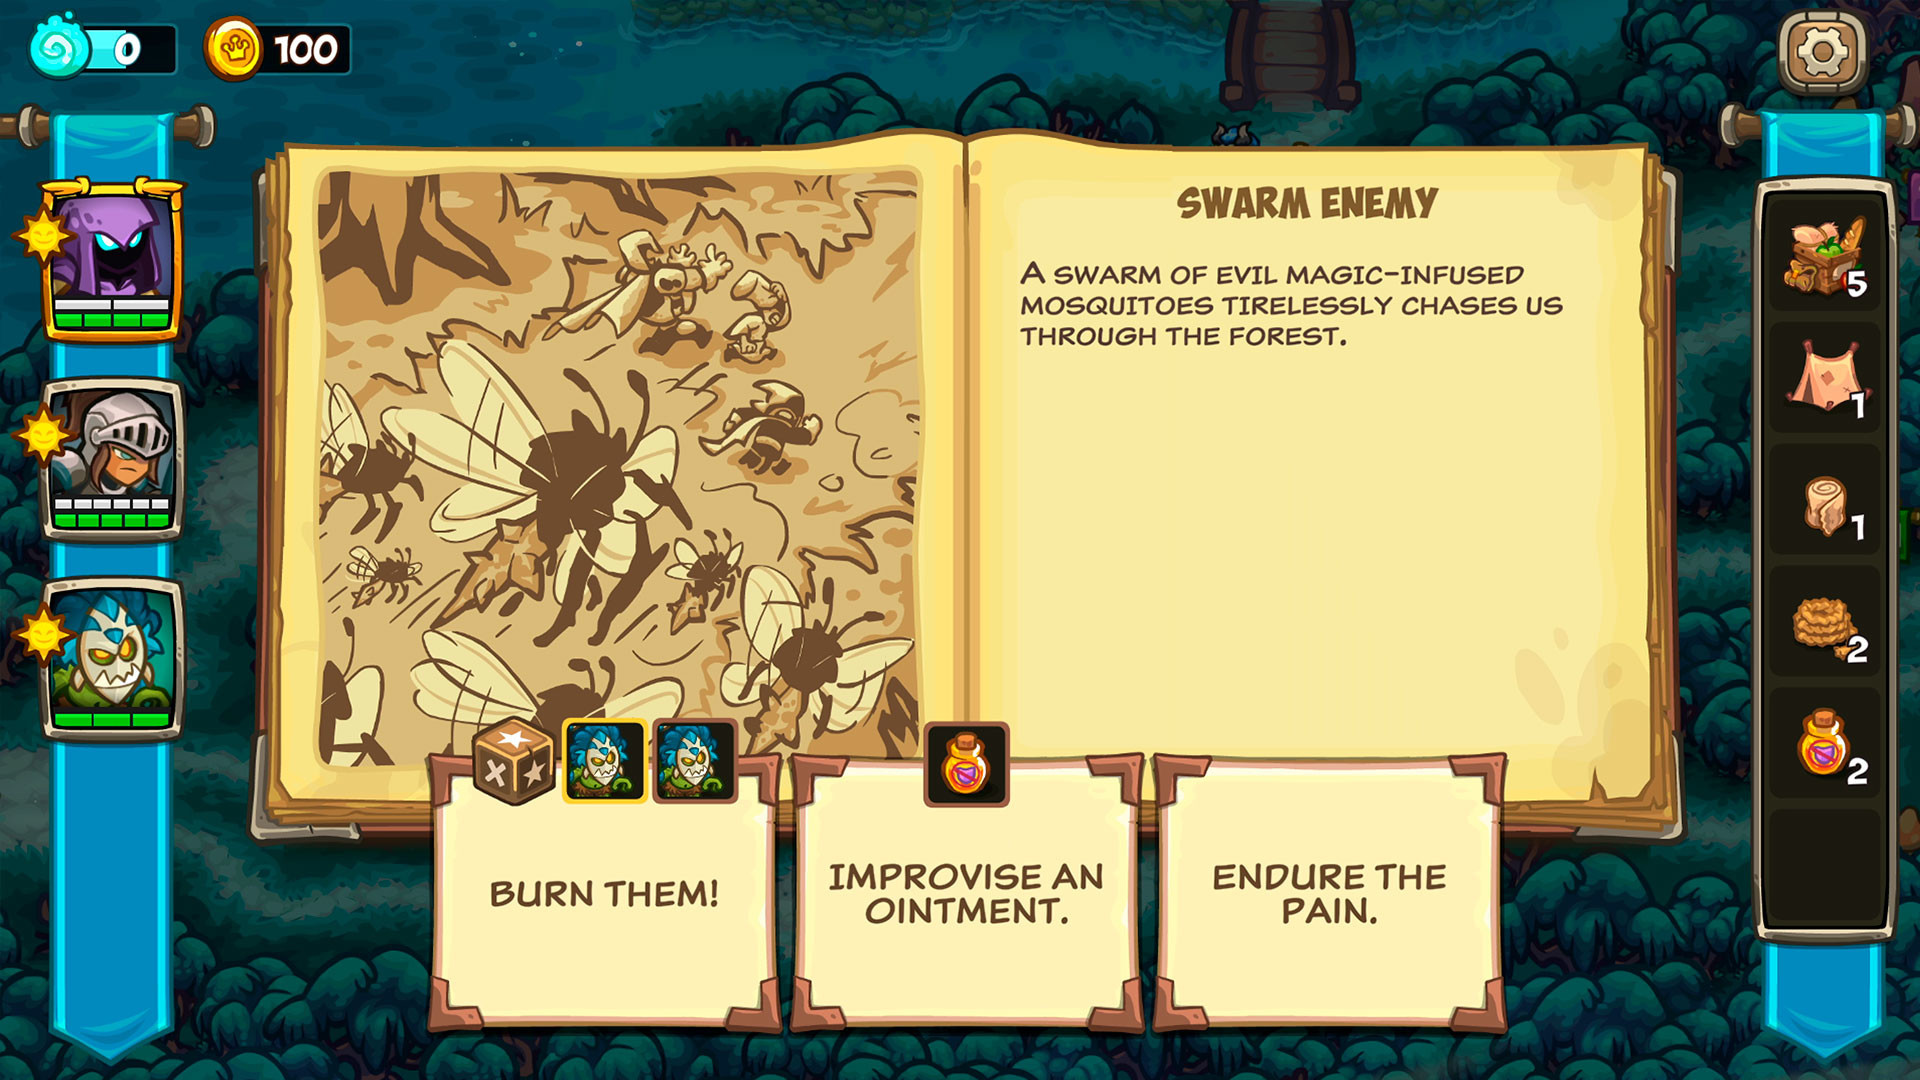 0
100
SWARM ENEMY
A SWARM OF EVIL MAGIC-INFUSED
MOSQUITOES TIRELESSLY CHASES US
THROUGH THE FOREST.
5
1
1
2
2
BURN THEM!
IMPROVISE AN
OINTMENT.
ENDURE THE
PAIN.